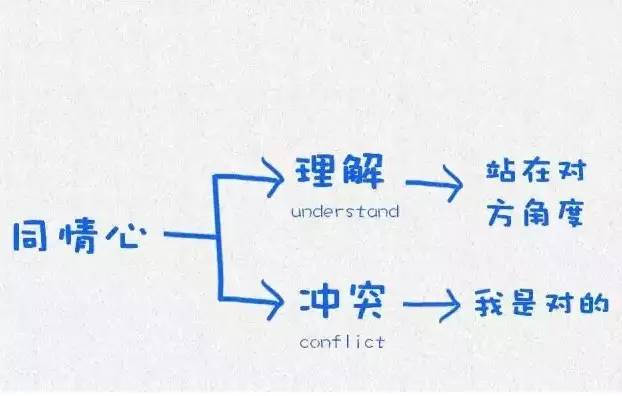 同情心
理解
understand
站在对
方角度
冲突
conflict
我是对的